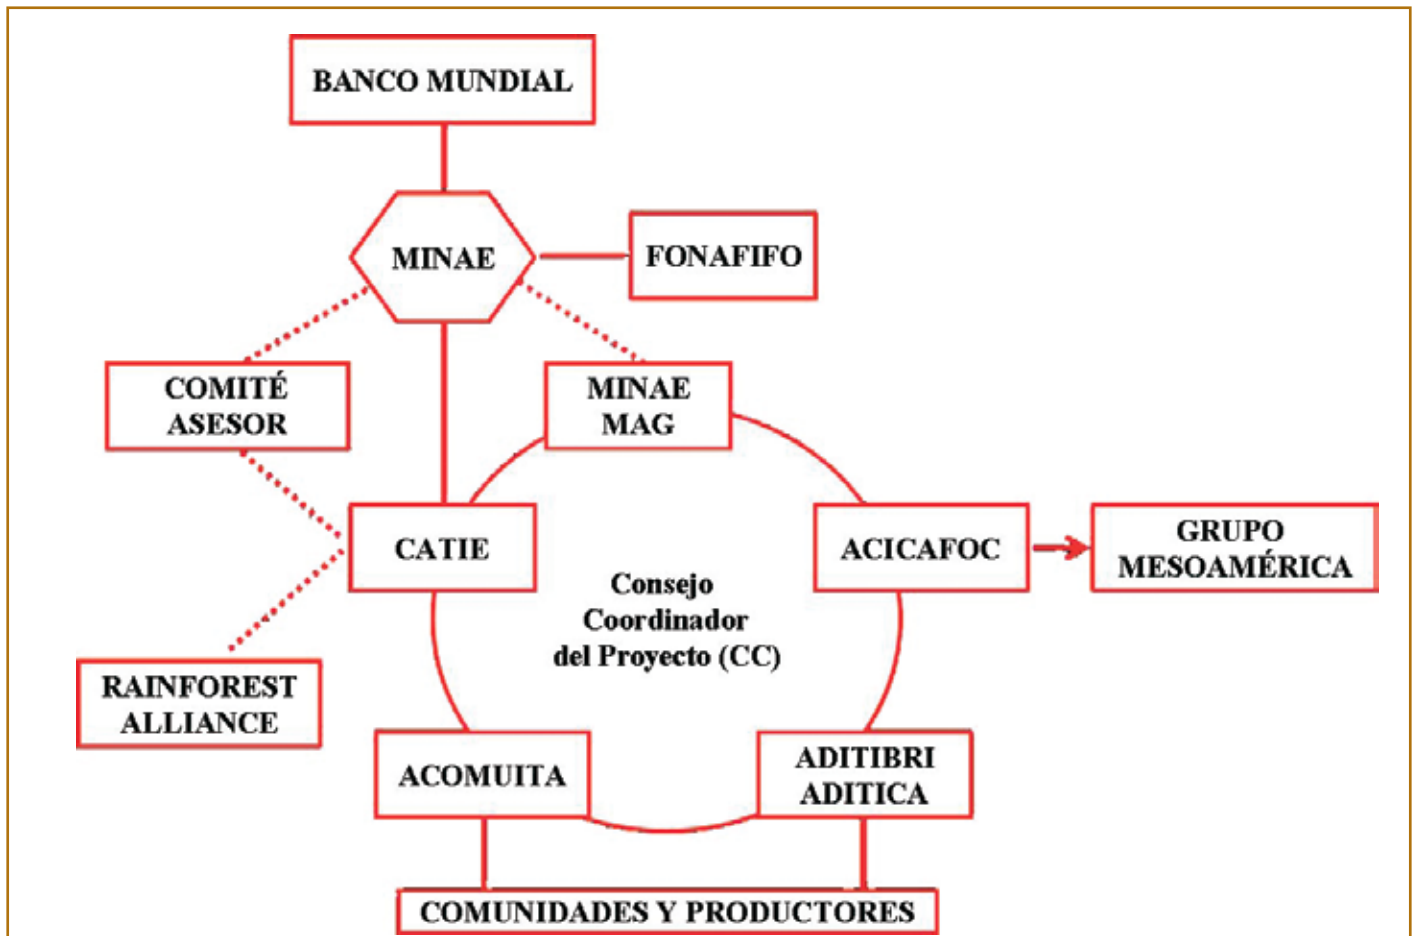 BANCO MUNDIAL
MINAE
FONAFIFO
COMITÉ
ASESOR
MINAE
MAG
CATIE
ACICAFOC
GRUPO
MESOAMÉRICA
Consejo
Coordinador
del Proyecto (CC)
RAINFOREST
ALLIANCE
ACOMUITA
ADITIBRI
ADITICA
COMUNIDADES Y PRODUCTORES